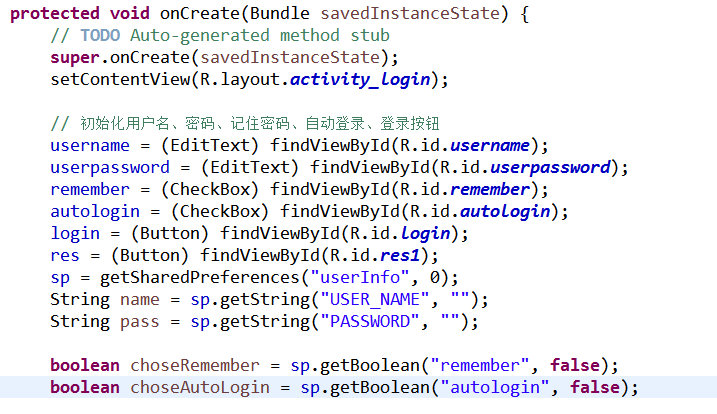 protected void onCreate(Bundle savedInstanceState) {
// TODO Auto-generated method stub
super.onCreate(savedInstanceState);
setContentView(R.layout.activity_login);
// 初始化用户名、密码、记住密码、自动登录、登录按钮
username = (EditText) findViewById(R.id.username);
userpassword = (EditText) findViewById(R.id.userpassword);
remember = (CheckBox) findViewById(R.id.remember);
autologin = (CheckBox) findViewById(R.id.autologin);
login = (Button) findViewById(R.id.login);
res = (Button) findViewById(R.id.res1);
sp = getSharedPreferences("userInfo", 0);
String name = sp.getString("USER_NAME", "");
String pass = sp.getString("PASSWORD", "");
boolean choseRemember = sp.getBoolean("remember", false);
boolean choseAutoLogin = sp.getBoolean("autologin", false);